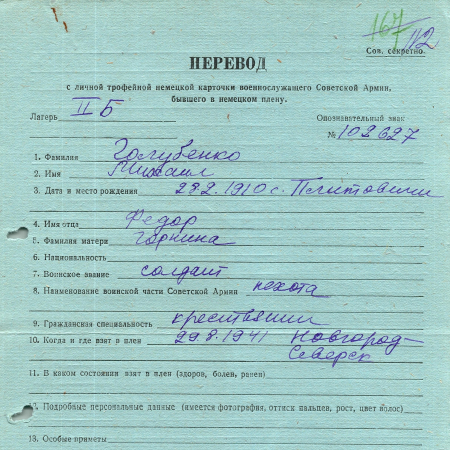 167 112
Сов. секретно.
ПЕРЕВОД
с личной трофейной немецкой карточки военнослужащего Советской Армии,
бывшего в немецком плену.
Лагерь II Б Опознавательный знак
№ 102627
1. Фамилия Голубенко
2. Имя Михаил
3. Дата и место рождения 28.2.1910 с.
4. Имя отца Федор
5. Фамилия матери Горкина
6. Национальность
7. Воинское звание солдат
8. Наименование воинской части Советской Армии пехота
9. Гражданская специальность крестьянин
10. Когда и где взят в плен 29.8.1941 Новгород-
Северск
11. В каком состоянии взят в плен (здоров, болен, ранен)
12. Подробные персональные данные (имеется фотография, оттиск пальцев, рост, цвет волос)
13. Особые приметы